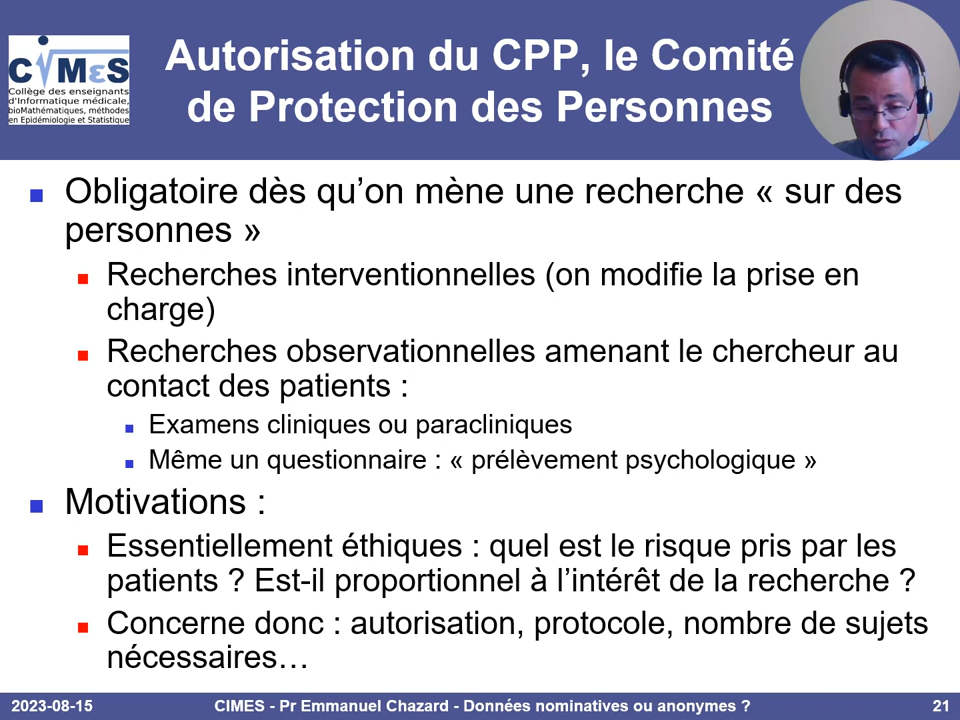 CIMES
Collège des enseignants
d'Informatique médicale,
bioMathématiques, méthodes
en Epidémiologie et Statistique
Autorisation du CPP, le Comité
de Protection des Personnes
Obligatoire dès qu’on mène une recherche « sur des
personnes »
Recherches interventionnelles (on modifie la prise en
charge)
Recherches observationnelles amenant le chercheur au
contact des patients :
Examens cliniques ou paracliniques
Même un questionnaire : « prélèvement psychologique »
Motivations :
Essentiellement éthiques : quel est le risque pris par les
patients ? Est-il proportionnel à l’intérêt de la recherche ?
Concerne donc : autorisation, protocole, nombre de sujets
nécessaires…
2023-08-15
CIMES - Pr Emmanuel Chazard - Données nominatives ou anonymes ?
21